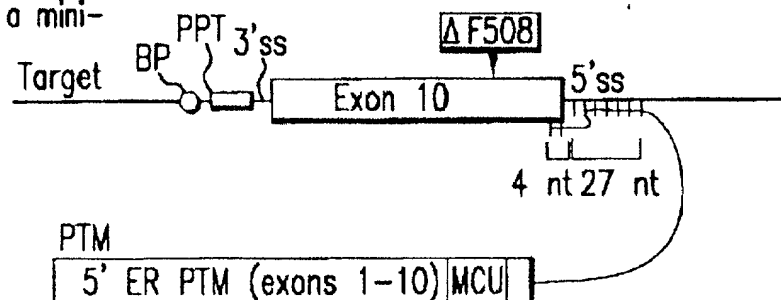 a mini-
Target
BP
PPT
3'ss
Δ F508
Exon 10
5'ss
4 nt 27 nt
PTM
5' ER PTM (exons 1-10) MCU